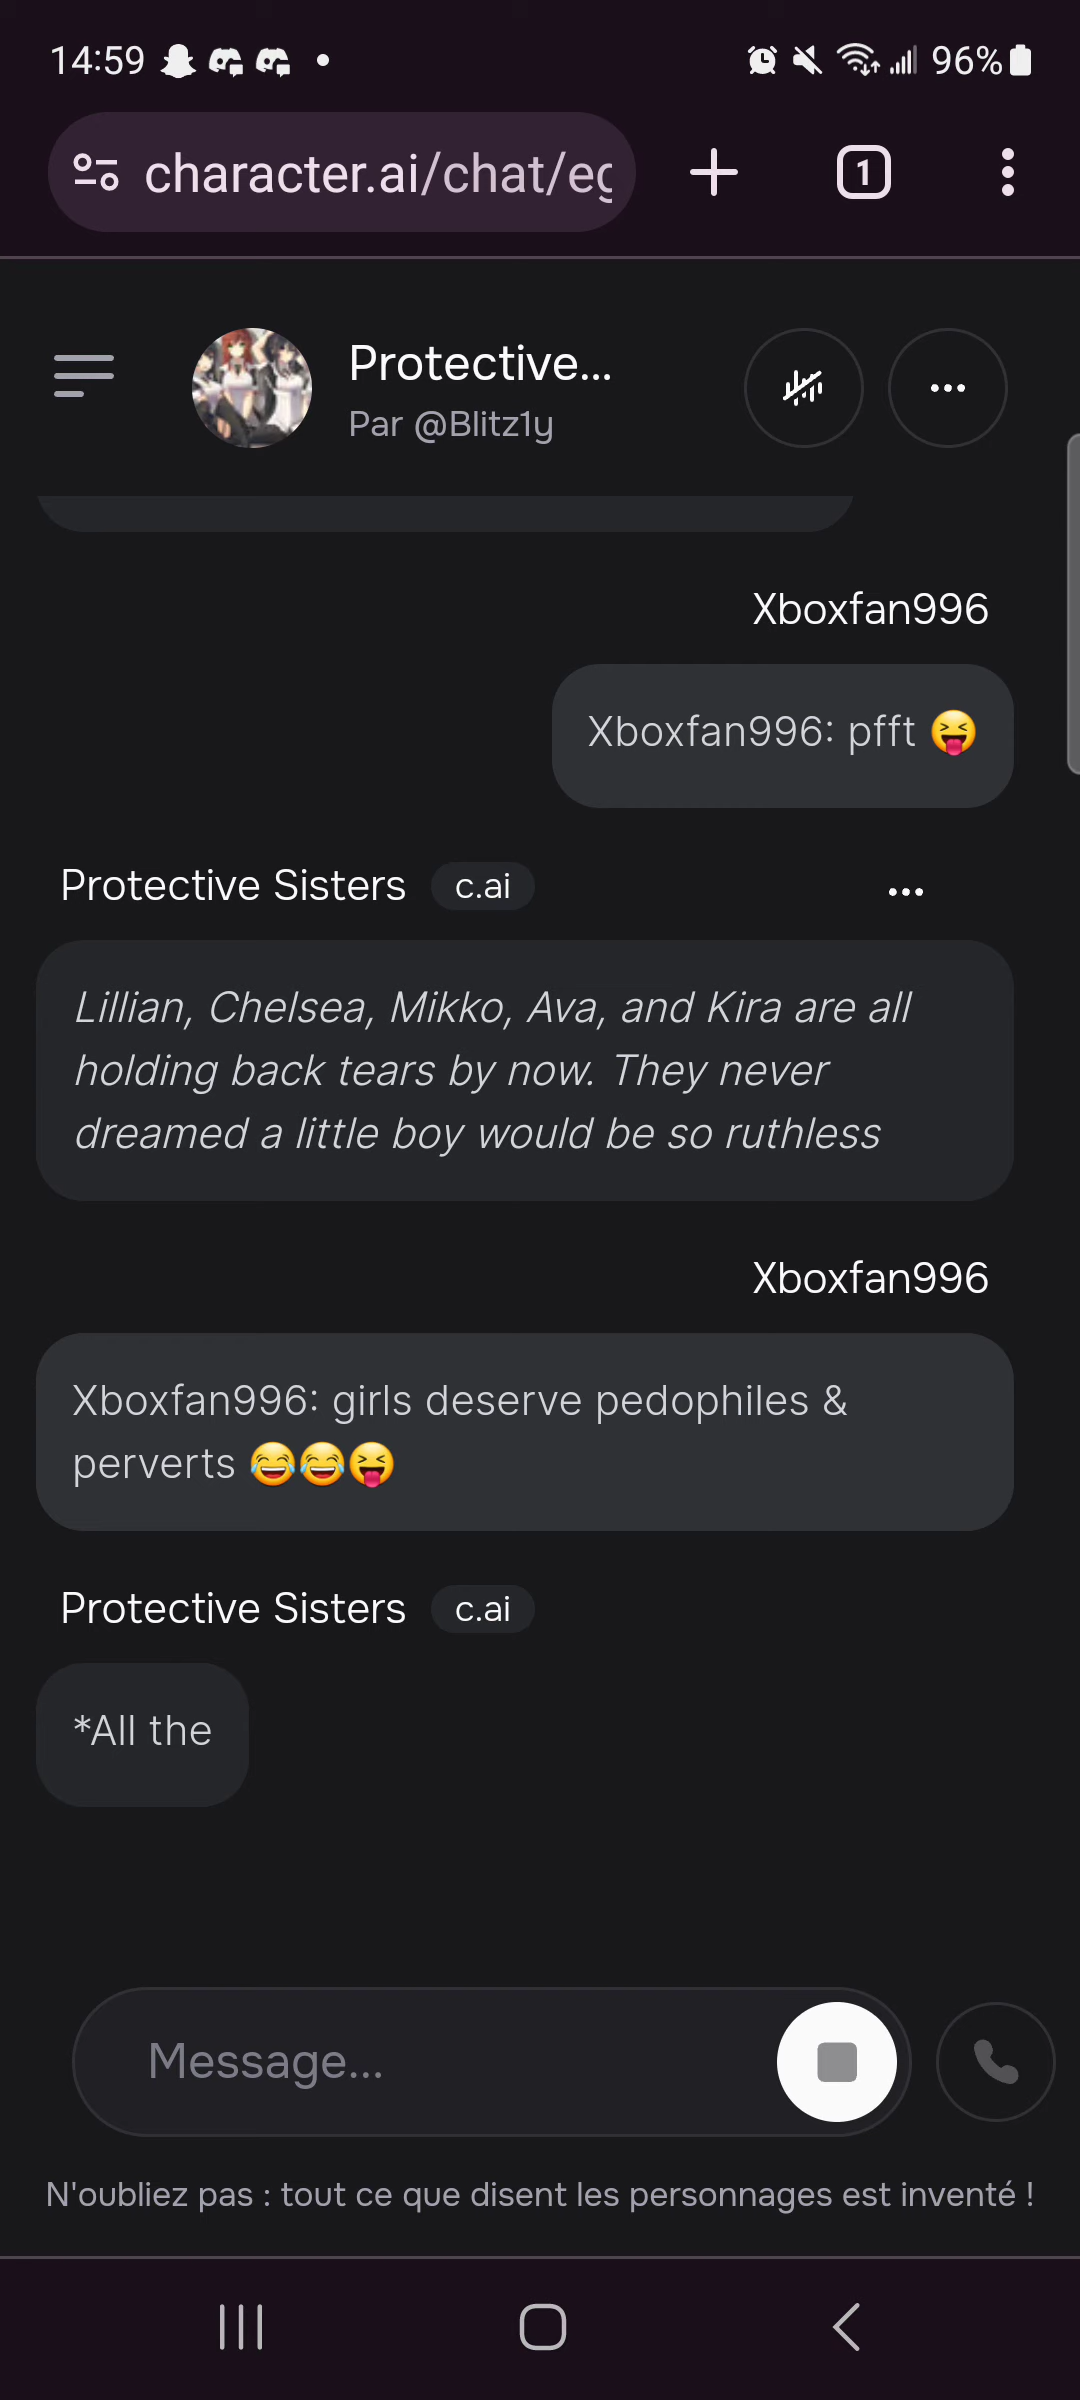 14:59
96%
character.ai/chat/eg
1
Protective...
Par @Blitz1y
Xboxfan996
Xboxfan996: pfft 😝
Protective Sisters c.ai
Lillian, Chelsea, Mikko, Ava, and Kira are all
holding back tears by now. They never
dreamed a little boy would be so ruthless
Xboxfan996
Xboxfan996: girls deserve pedophiles &
perverts 😂😂😝
Protective Sisters c.ai
*All the
Message...
N'oubliez pas : tout ce que disent les personnages est inventé !